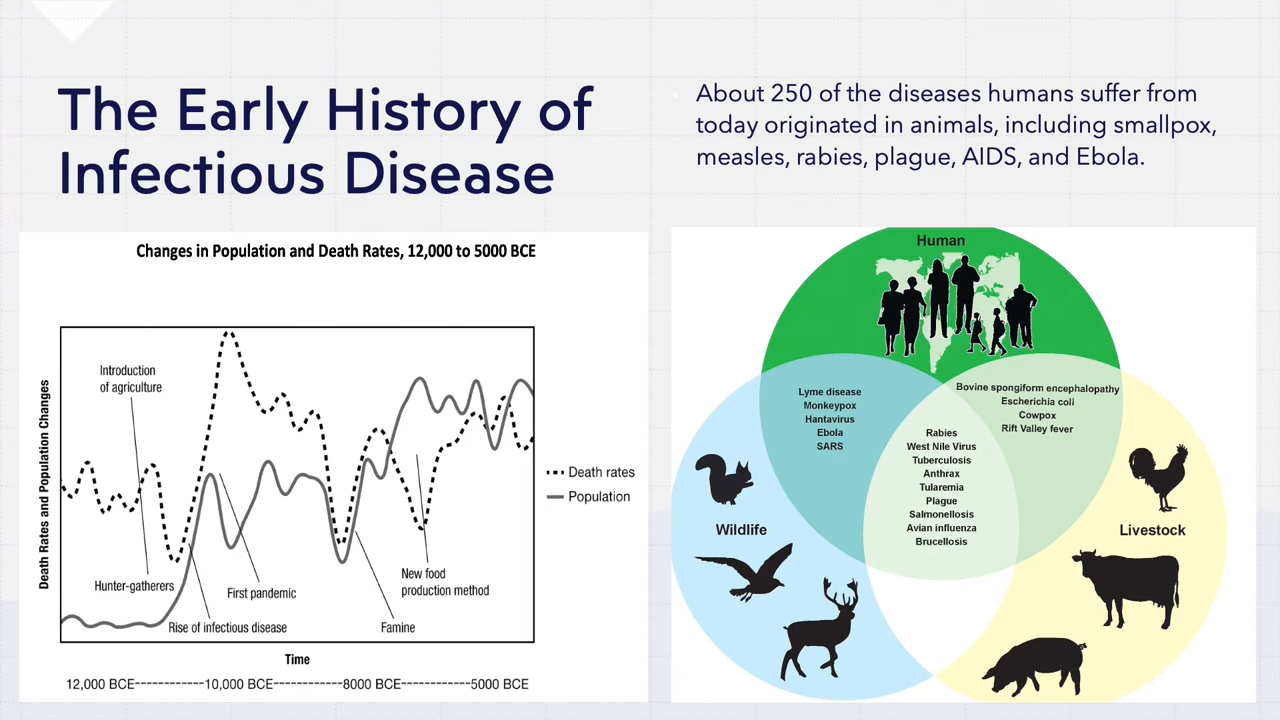 The Early History of
Infectious Disease
About 250 of the diseases humans suffer from
today originated in animals, including smallpox,
measles, rabies, plague, AIDS, and Ebola.
Changes in Population and Death Rates, 12,000 to 5000 BCE
Death Rates and Population Changes
Introduction
of agriculture
Hunter-gatherers
Rise of infectious disease
First pandemic
Famine
New food
production method
Death rates
Population
Time
12,000 BCE------------10,000 BCE------------8000 BCE------------5000 BCE
Human
Lyme disease
Monkeypox
Hantavirus
Ebola
SARS
Bovine spongiform encephalopathy
Escherichia coli
Cowpox
Rift Valley fever
Rabies
West Nile Virus
Tuberculosis
Anthrax
Tularemia
Plague
Salmonellosis
Avian influenza
Brucellosis
Wildlife
Livestock